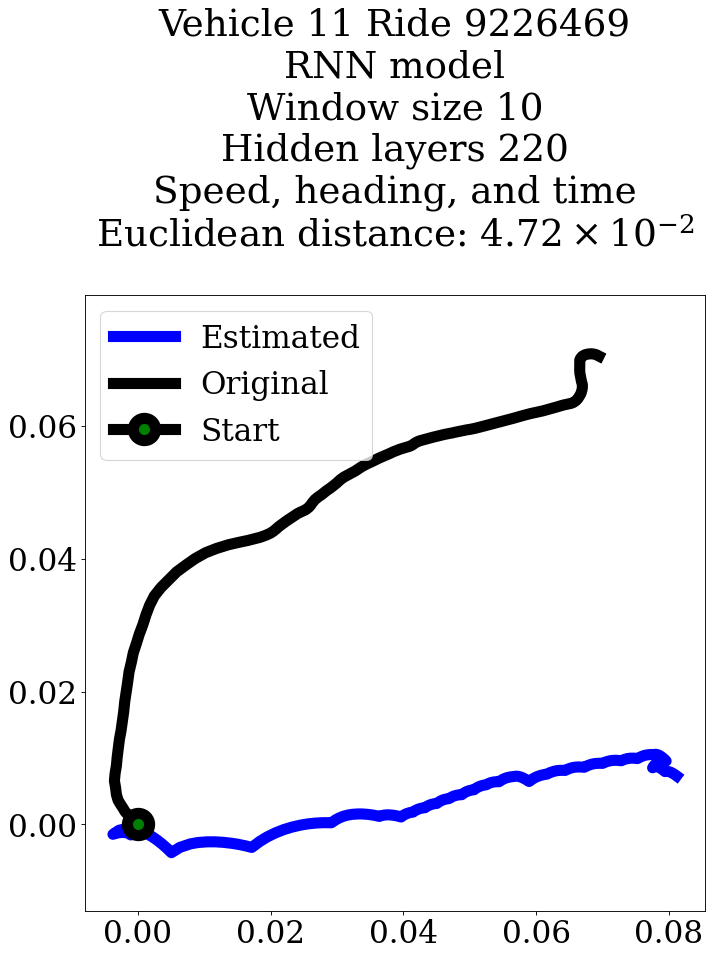 Vehicle 11 Ride 9226469
RNN model
Window size 10
Hidden layers 220
Speed, heading, and time
Euclidean distance: 4.72 × 10⁻²
Estimated
Original
Start
0.06
0.04
0.02
0.00
0.00 0.02 0.04 0.06 0.08